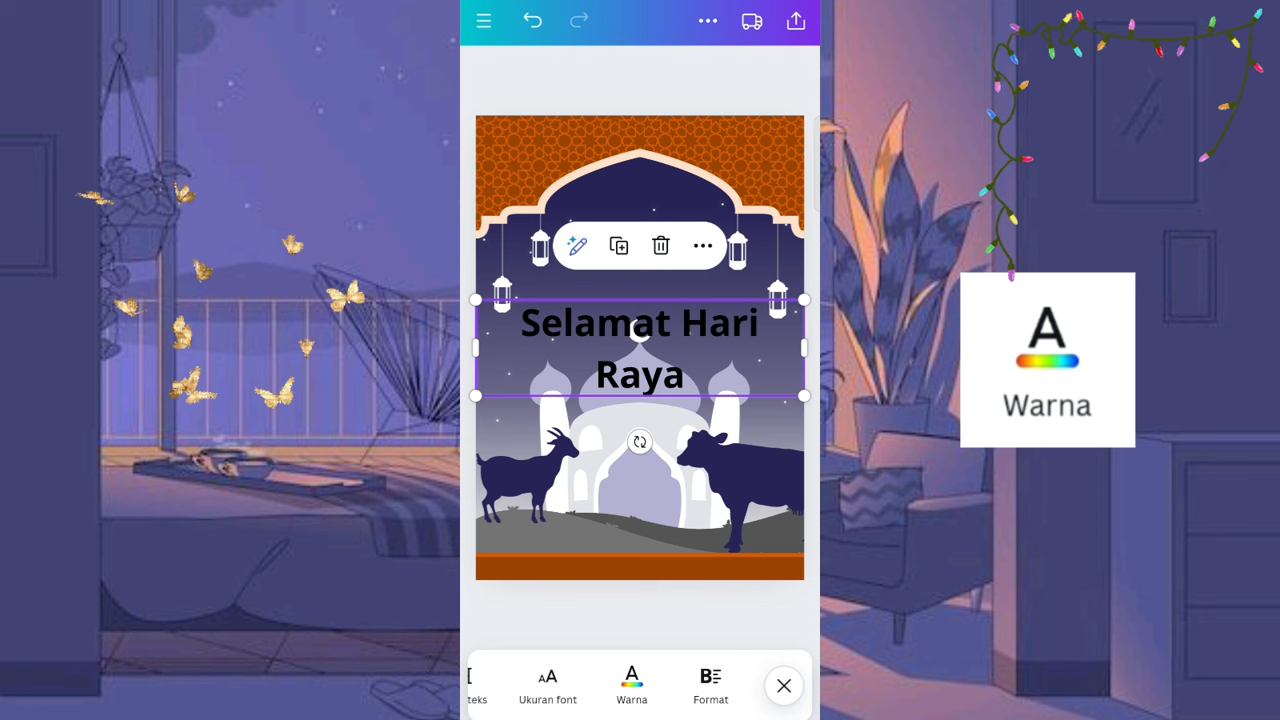 Selamat Hari
Raya
A
Warna
teks
Ukuran font
Warna
Format